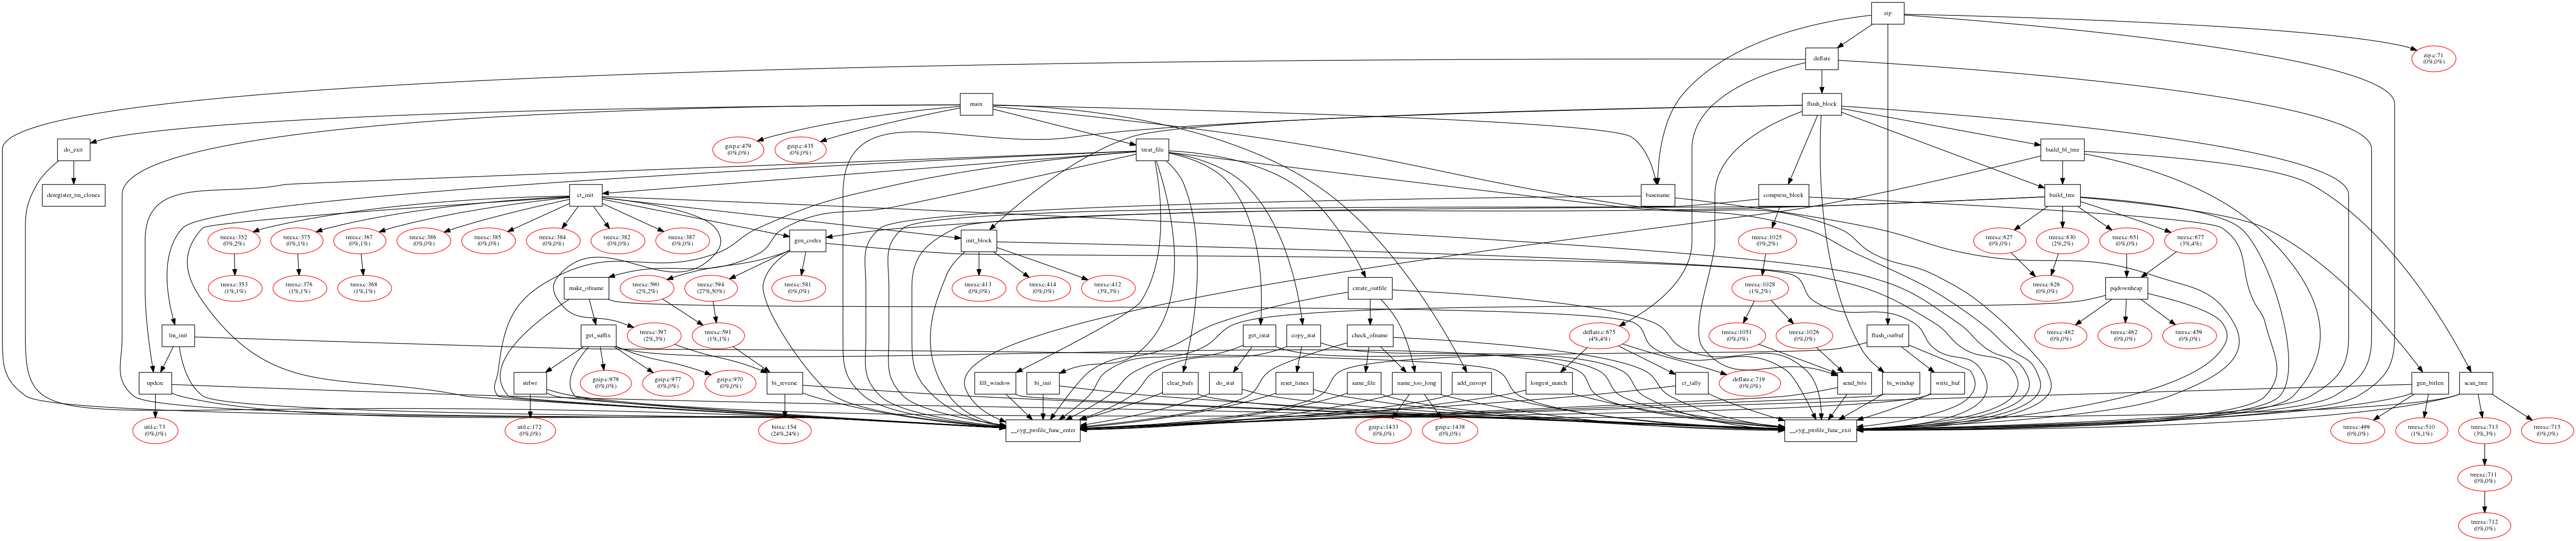 zip
zip.c:71
(0%,0%)
deflate
main
flush_block
do_exit
gzip.c:479
(0%,0%)
gzip.c:435
(0%,0%)
treat_file
build_bl_tree
deregister_tm_clones
ct_init
basename
compress_block
build_tree
trees.c:352
(0%,2%)
trees.c:375
(0%,1%)
trees.c:367
(0%,1%)
trees.c:386
(0%,0%)
trees.c:385
(0%,0%)
trees.c:384
(0%,0%)
trees.c:382
(0%,0%)
trees.c:387
(0%,0%)
gen_codes
init_block
trees.c:1025
(0%,2%)
trees.c:627
(0%,0%)
trees.c:630
(2%,2%)
trees.c:651
(0%,0%)
trees.c:677
(3%,4%)
trees.c:353
(1%,1%)
trees.c:376
(1%,1%)
trees.c:368
(1%,1%)
make_ofname
trees.c:590
(2%,2%)
trees.c:594
(27%,50%)
trees.c:581
(0%,0%)
trees.c:413
(0%,0%)
trees.c:414
(0%,0%)
trees.c:412
(3%,3%)
create_outfile
trees.c:1028
(1%,2%)
trees.c:626
(0%,0%)
pqdownheap
lm_init
get_suffix
trees.c:397
(2%,3%)
trees.c:591
(1%,1%)
get_istat
copy_stat
check_ofname
deflate.c:675
(4%,4%)
trees.c:1051
(0%,0%)
trees.c:1026
(0%,0%)
flush_outbuf
trees.c:462
(0%,0%)
trees.c:462
(0%,0%)
trees.c:459
(0%,0%)
updcrc
strlwr
gzip.c:979
(0%,0%)
gzip.c:977
(0%,0%)
gzip.c:970
(0%,0%)
bi_reverse
fill_window
bi_init
clear_bufs
do_stat
reset_times
same_file
name_too_long
add_envopt
longest_match
ct_tally
deflate.c:719
(0%,0%)
send_bits
bi_windup
write_buf
gen_bitlen
scan_tree
util.c:73
(0%,0%)
util.c:172
(0%,0%)
bits.c:154
(24%,24%)
__cyg_profile_func_enter
gzip.c:1433
(0%,0%)
gzip.c:1438
(0%,0%)
__cyg_profile_func_exit
trees.c:499
(0%,0%)
trees.c:510
(1%,1%)
trees.c:713
(3%,3%)
trees.c:715
(0%,0%)
trees.c:711
(0%,0%)
trees.c:712
(0%,0%)